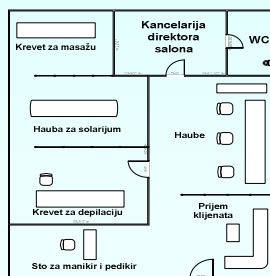 Kancelarija
direktora
salona
WC
Krevet za masažu
Hauba za solarijum
Haube
Krevet za depilaciju
Prijem
klijenata
Sto za manikir i pedikir